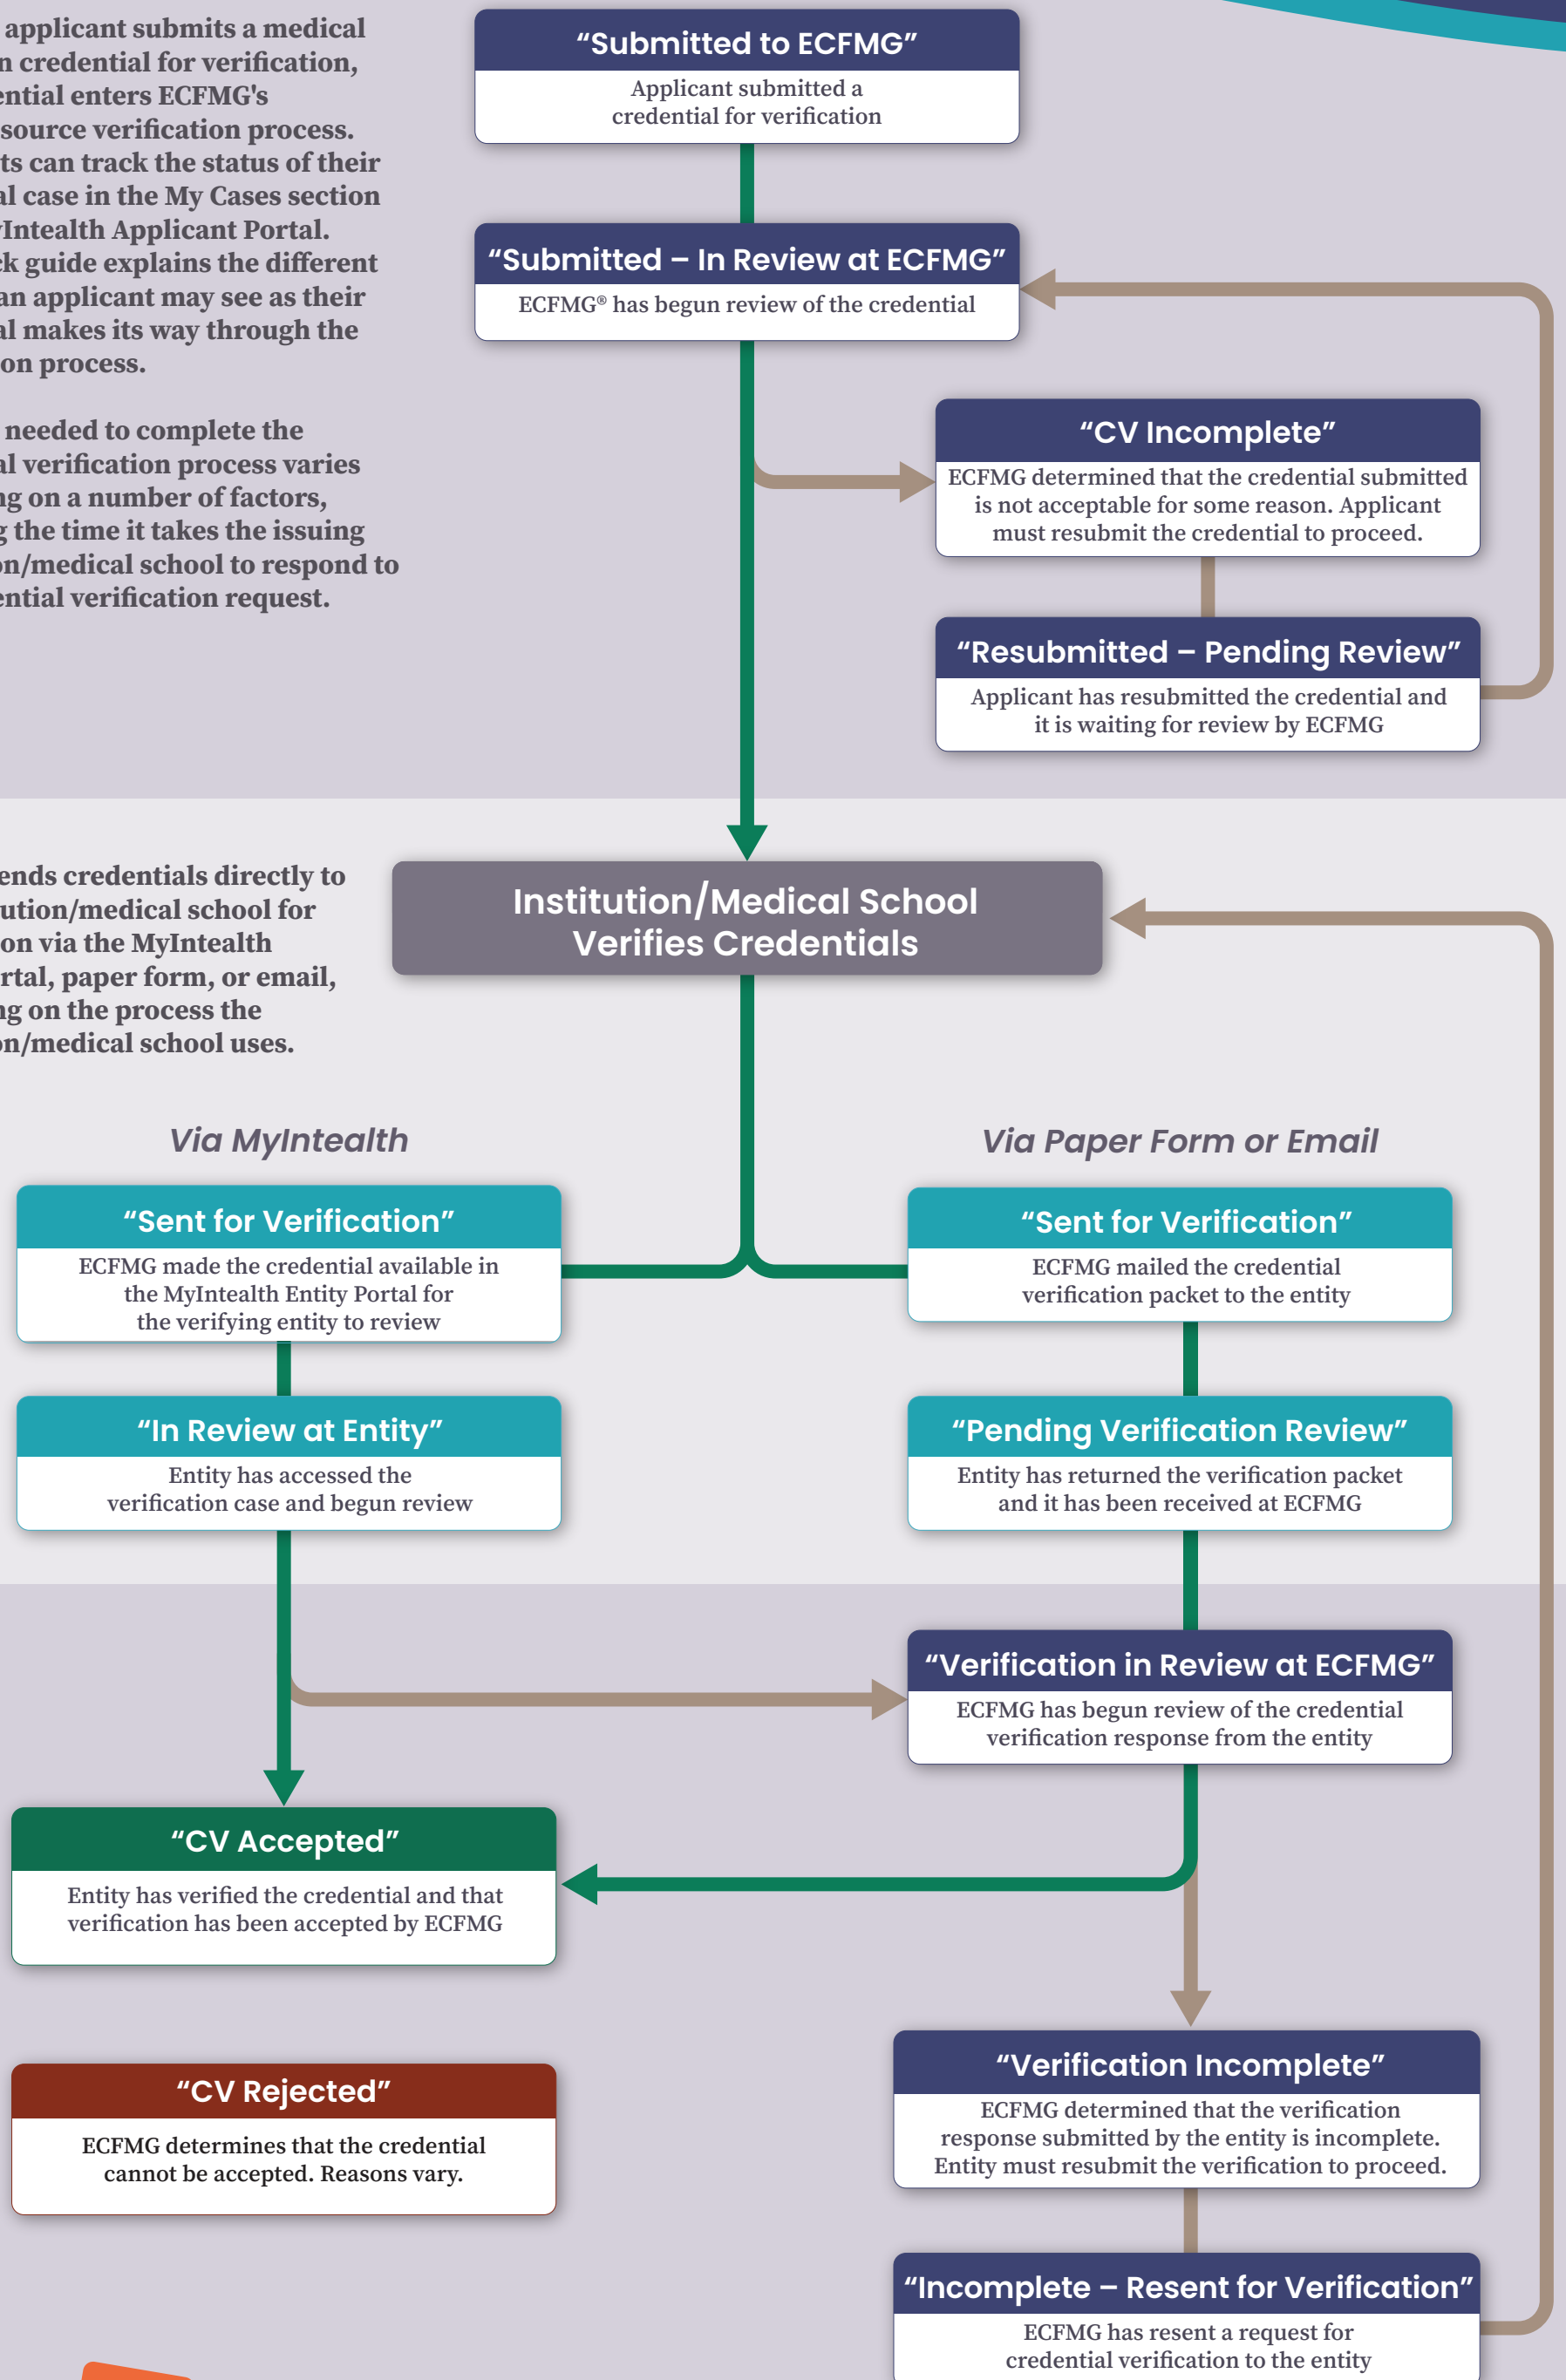 applicant submits a medical
n credential for verification,
ential enters ECFMG's
source verification process.
ts can track the status of their
al case in the My Cases section
yIntealth Applicant Portal.
ck guide explains the different
an applicant may see as their
al makes its way through the
on process.
needed to complete the
al verification process varies
ng on a number of factors,
g the time it takes the issuing
on/medical school to respond to
ential verification request.
“Submitted to ECFMG”
Applicant submitted a
credential for verification
“Submitted – In Review at ECFMG”
ECFMG® has begun review of the credential
“CV Incomplete”
ECFMG determined that the credential submitted
is not acceptable for some reason. Applicant
must resubmit the credential to proceed.
“Resubmitted – Pending Review”
Applicant has resubmitted the credential and
it is waiting for review by ECFMG
ends credentials directly to
ution/medical school for
on via the MyIntealth
rtal, paper form, or email,
ng on the process the
on/medical school uses.
Institution/Medical School
Verifies Credentials
Via MyIntealth
“Sent for Verification”
ECFMG made the credential available in
the MyIntealth Entity Portal for
the verifying entity to review
“In Review at Entity”
Entity has accessed the
verification case and begun review
Via Paper Form or Email
“Sent for Verification”
ECFMG mailed the credential
verification packet to the entity
“Pending Verification Review”
Entity has returned the verification packet
and it has been received at ECFMG
“Verification in Review at ECFMG”
ECFMG has begun review of the credential
verification response from the entity
“CV Accepted”
Entity has verified the credential and that
verification has been accepted by ECFMG
“CV Rejected”
ECFMG determines that the credential
cannot be accepted. Reasons vary.
“Verification Incomplete”
ECFMG determined that the verification
response submitted by the entity is incomplete.
Entity must resubmit the verification to proceed.
“Incomplete – Resent for Verification”
ECFMG has resent a request for
credential verification to the entity